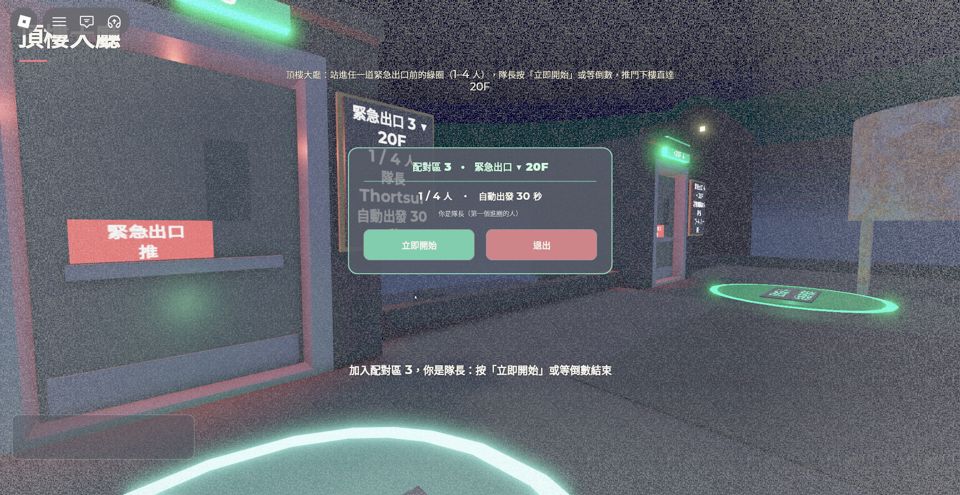 頂樓大廳
頂樓大廳：站進任一道緊急出口前的綠圈（1–4 人），隊長按「立即開始」或等倒數，推門下樓直達
20F
緊急出口 3 ▼
20F
1 / 4 人
隊長
Thortsu
自動出發 30
配對區 3 • 緊急出口 ▼ 20F
1 / 4 人 • 自動出發 30 秒
你是隊長（第一個進圈的人）
立即開始
退出
緊急出口
推
加入配對區 3，你是隊長：按「立即開始」或等倒數結束